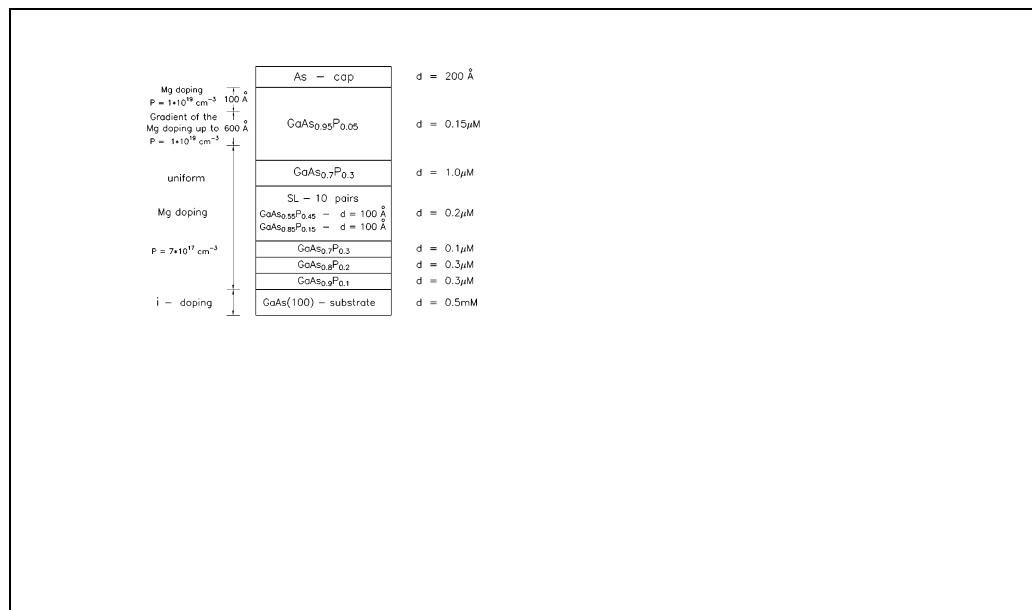 As – cap
d = 200 Å
Mg doping
P = 1*10¹⁹ cm⁻³
100 Å
Gradient of the
Mg doping up to
600 Å
P = 1*10¹⁹ cm⁻³
GaAs₀.₉₅P₀.₀₅
d = 0.15μM
GaAs₀.₇P₀.₃
d = 1.0μM
uniform
Mg doping
P = 7*10¹⁷ cm⁻³
SL – 10 pairs
GaAs₀.₅₅P₀.₄₅ – d = 100 Å
GaAs₀.₈₅P₀.₁₅ – d = 100 Å
d = 0.2μM
GaAs₀.₇P₀.₃
d = 0.1μM
GaAs₀.₈P₀.₂
d = 0.3μM
GaAs₀.₉P₀.₁
d = 0.3μM
i – doping
GaAs(100) – substrate
d = 0.5mM